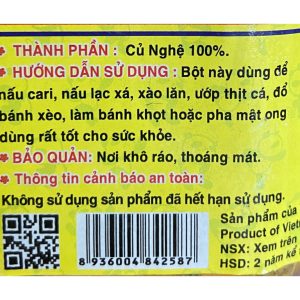 THÀNH PHẦN : Củ Nghệ 100%.
HƯỚNG DẪN SỬ DỤNG : Bột này dùng để
nấu cari, nấu lạc xá, xào lăn, ướp thịt cá, đổ
bánh xèo, làm bánh khọt hoặc pha mật ong
dùng rất tốt cho sức khỏe.
BẢO QUẢN: Nơi khô ráo, thoáng mát.
Thông tin cảnh báo an toàn:
Không sử dụng sản phẩm đã hết hạn sử dụng.
Sản phẩm của
Product of Viet
NSX: Xem trên
HSD: 2 năm kể
8 936004 842587